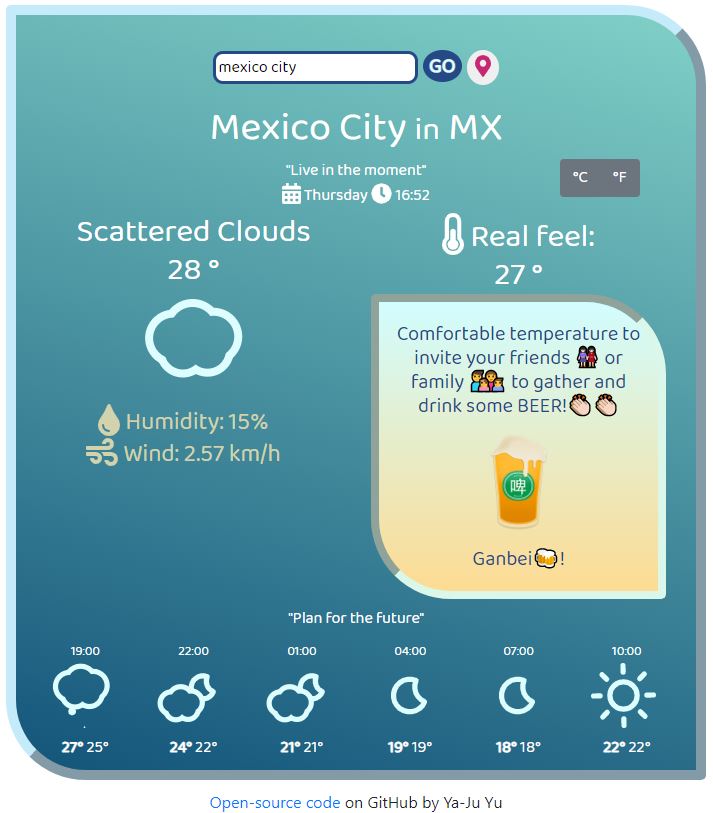 mexico city
GO
Mexico City in MX
"Live in the moment"
Thursday 16:52
°C °F
Scattered Clouds
28 °
Humidity: 15%
Wind: 2.57 km/h
Real feel:
27 °
Comfortable temperature to
invite your friends 👭 or
family 👨‍👩‍👧‍👦 to gather and
drink some BEER!👏👏
啤
Ganbei🍻!
"Plan for the future"
19:00 22:00 01:00 04:00 07:00 10:00
27° 25° 24° 22° 21° 21° 19° 19° 18° 18° 22° 22°
Open-source code on GitHub by Ya-Ju Yu